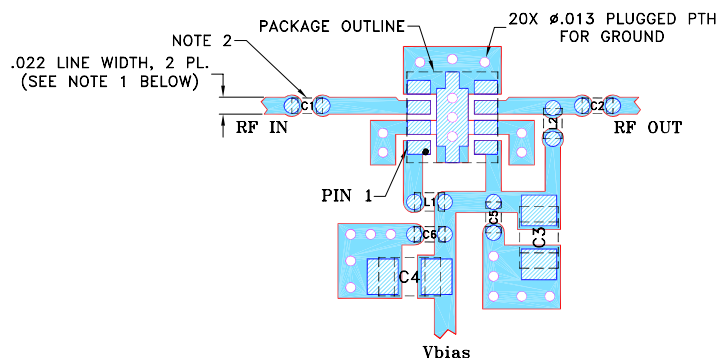 PACKAGE OUTLINE
20X ø.013 PLUGGED PTH
FOR GROUND
NOTE 2
.022 LINE WIDTH, 2 PL.
(SEE NOTE 1 BELOW)
C1
C2
L2
RF IN
RF OUT
PIN 1
L1
C5
C6
C3
C4
Vbias